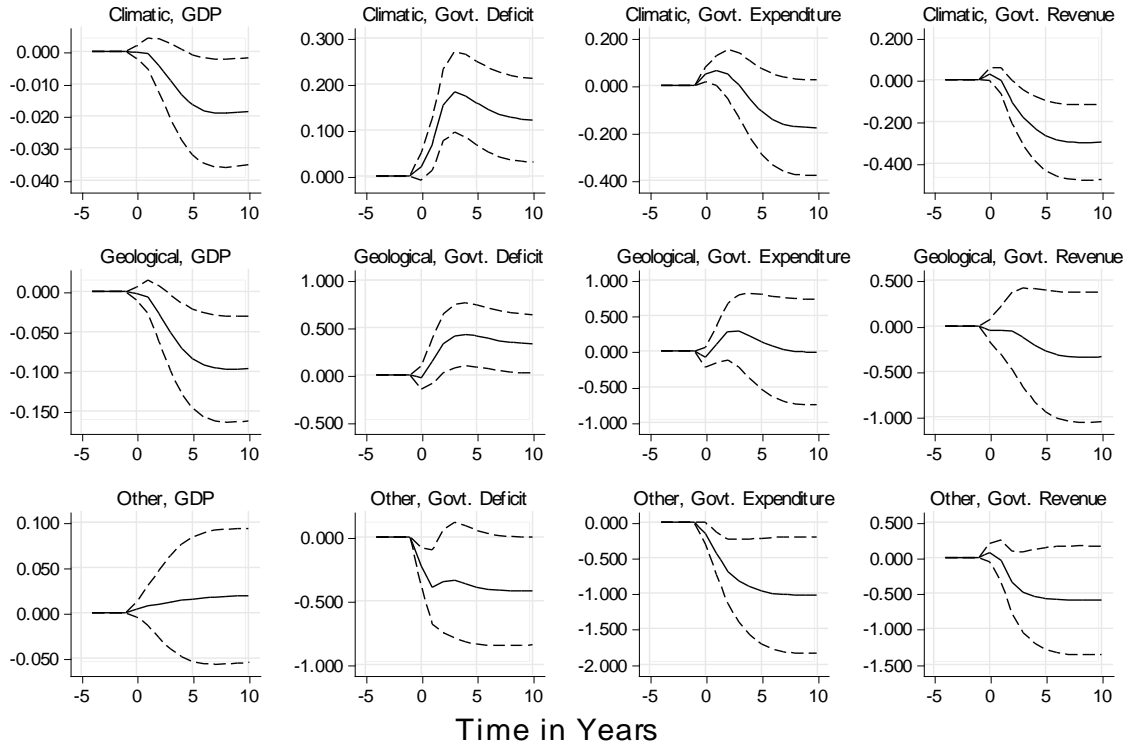 Climatic, GDP Climatic, Govt. Deficit Climatic, Govt. Expenditure Climatic, Govt. Revenue
0.000 0.300 0.200 0.200
-0.010 0.200 0.000 0.000
-0.020 0.100 -0.200 -0.200
-0.030 0.000 -0.400 -0.400
-0.040
-5 0 5 10 -5 0 5 10 -5 0 5 10 -5 0 5 10
Geological, GDP Geological, Govt. Deficit Geological, Govt. Expenditure Geological, Govt. Revenue
0.000 1.000 1.000 0.500
-0.050 0.500 0.500 0.000
-0.100 0.000 0.000 -0.500
-0.150 -0.500 -0.500 -1.000
-1.000
-5 0 5 10 -5 0 5 10 -5 0 5 10 -5 0 5 10
Other, GDP Other, Govt. Deficit Other, Govt. Expenditure Other, Govt. Revenue
0.100 0.000 0.000 0.500
0.050 -0.500 -0.500 0.000
0.000 -1.000 -1.000 -0.500
-0.050 -1.500 -1.000
-2.000 -1.500
-5 0 5 10 -5 0 5 10 -5 0 5 10 -5 0 5 10
Time in Years